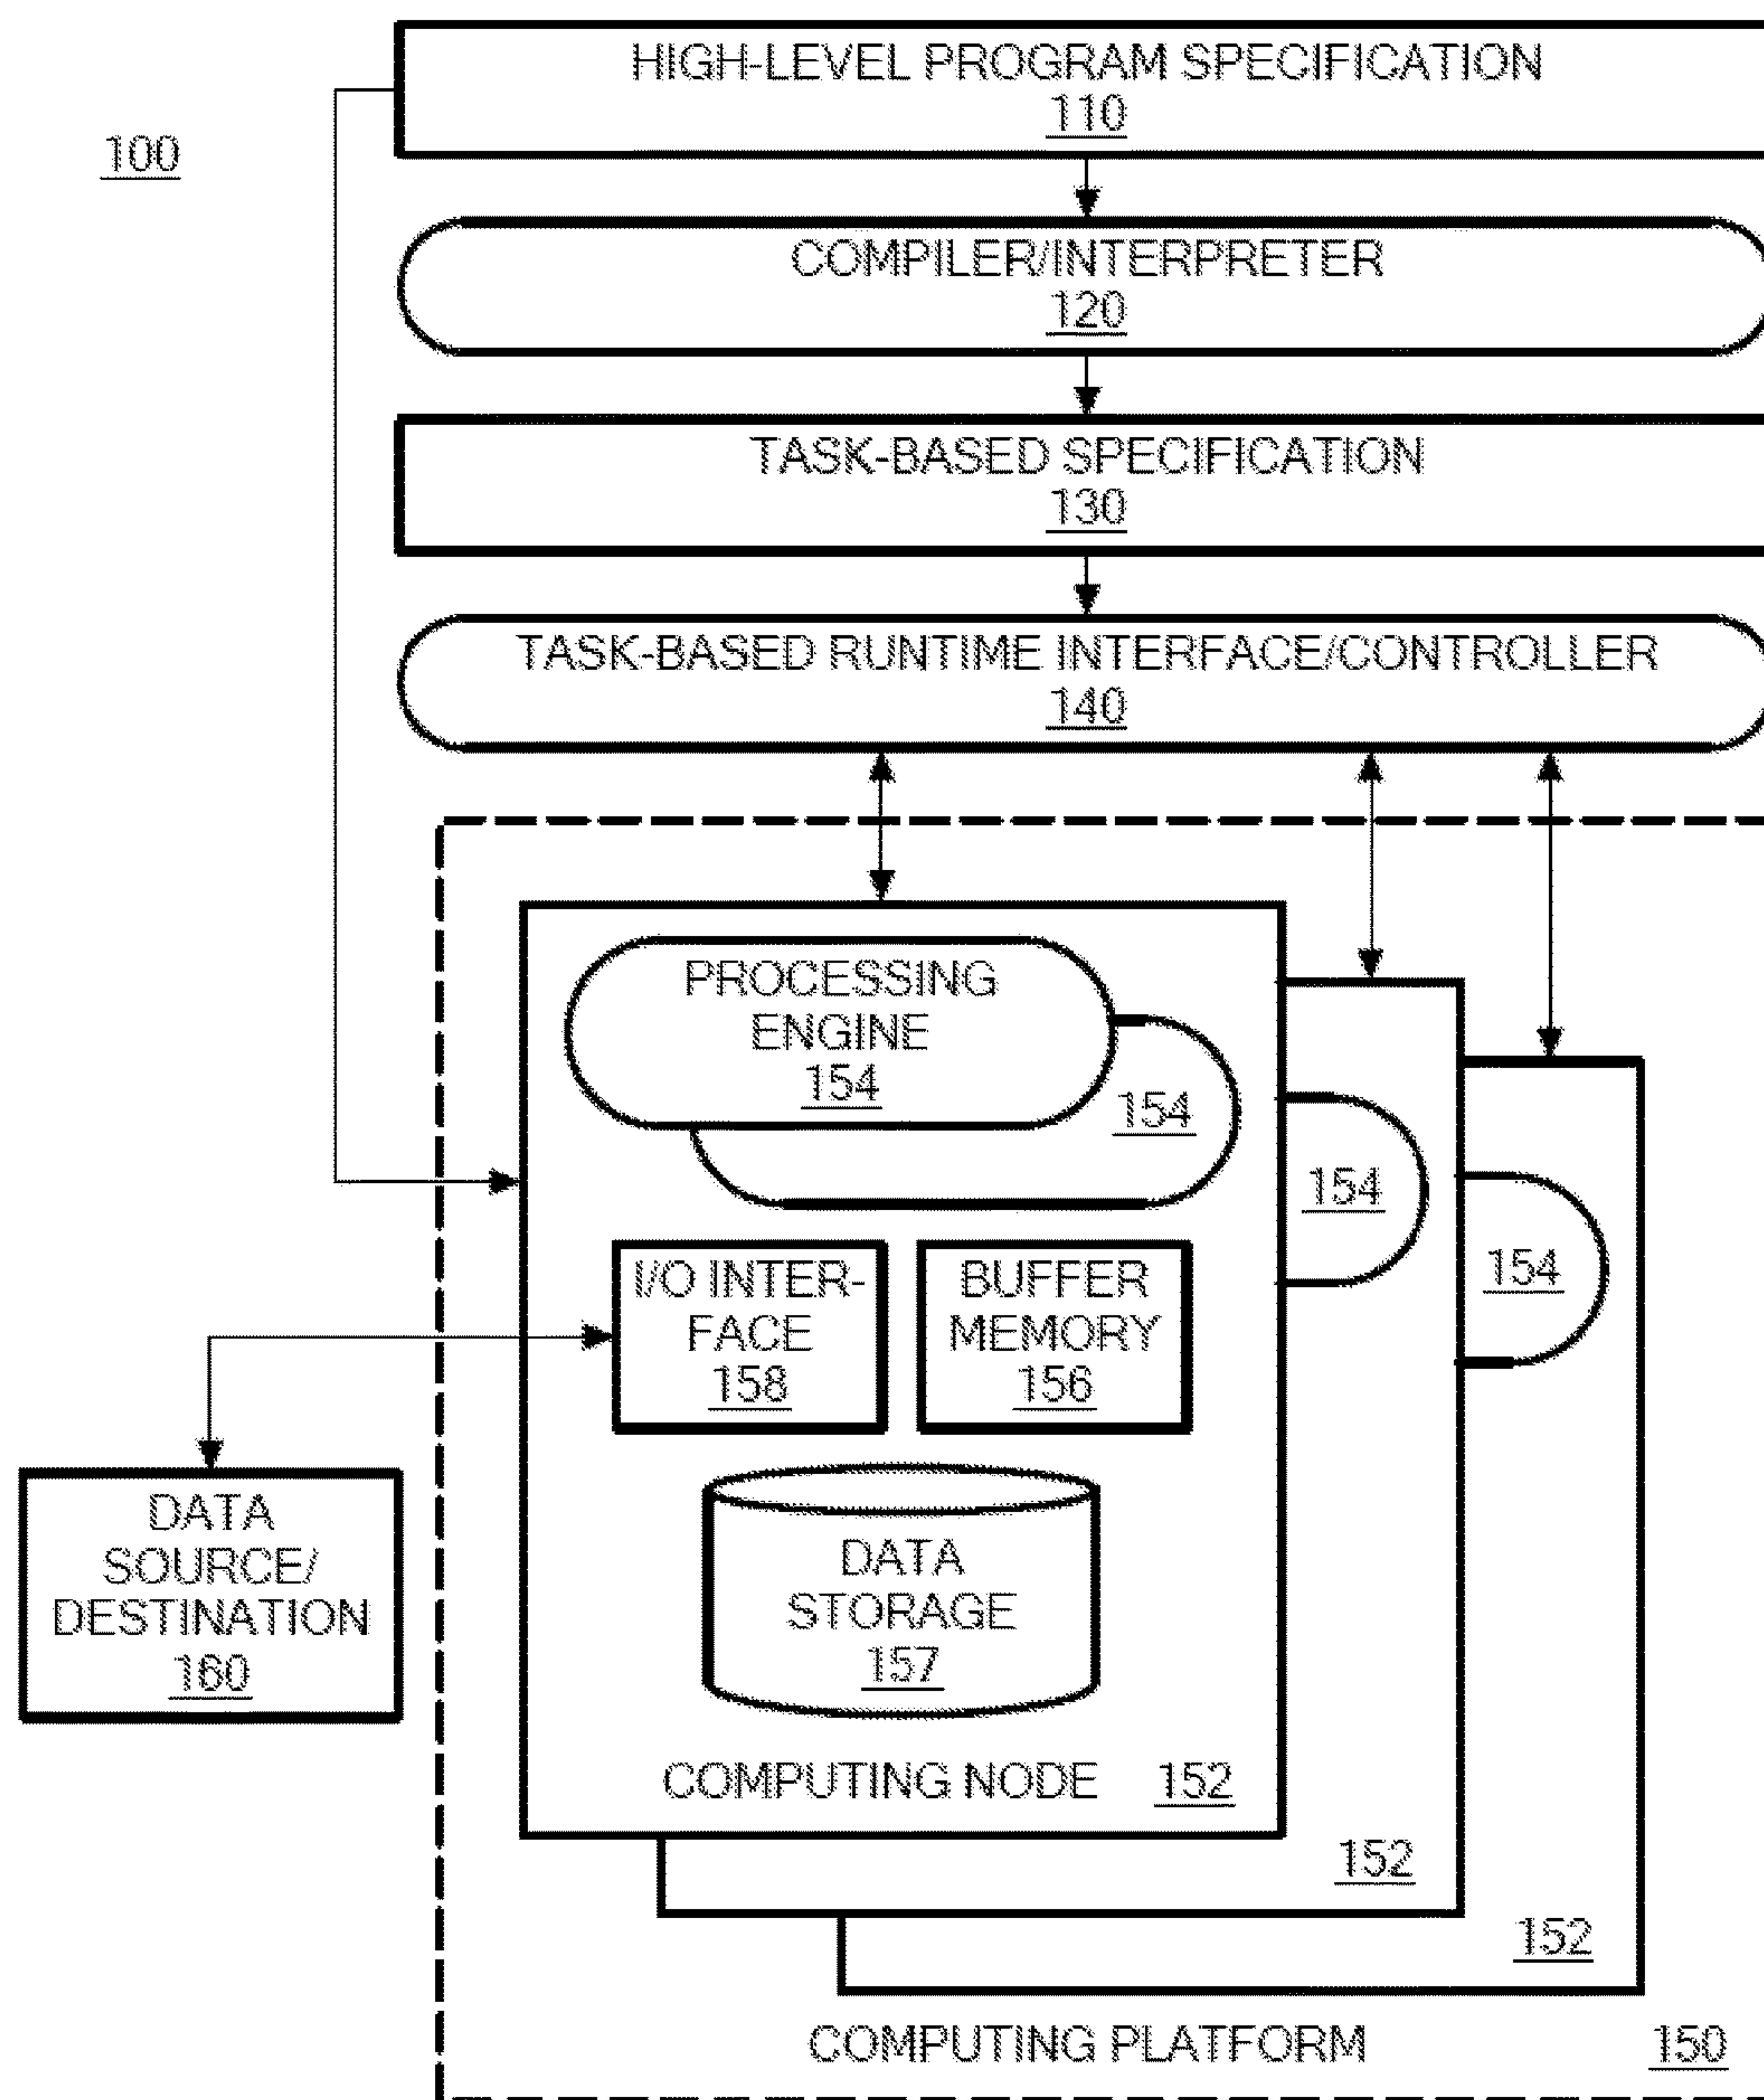 100
HIGH-LEVEL PROGRAM SPECIFICATION
110
COMPILER/INTERPRETER
120
TASK-BASED SPECIFICATION
130
TASK-BASED RUNTIME INTERFACE/CONTROLLER
140
PROCESSING
ENGINE
154
154
154
154
I/O INTER-
FACE
158
BUFFER
MEMORY
156
DATA
SOURCE/
DESTINATION
160
DATA
STORAGE
157
COMPUTING NODE 152
152
152
COMPUTING PLATFORM 150